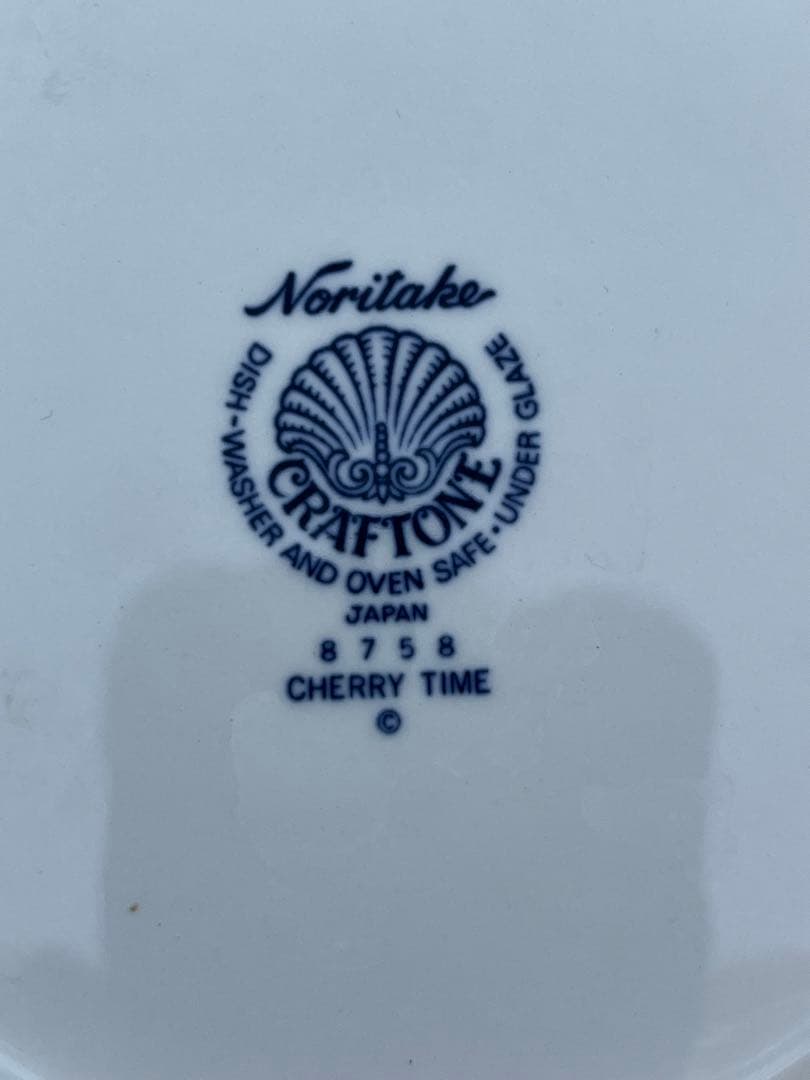 Noritake
CRAFTONE
DISH-WASHER AND OVEN SAFE·UNDER GLAZE
JAPAN
8758
CHERRY TIME
©